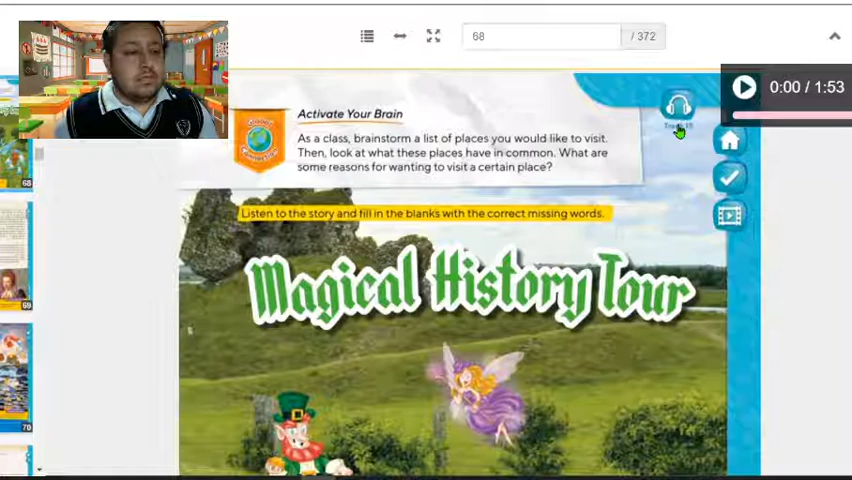 68
/ 372
0:00 / 1:53
Activate Your Brain
As a class, brainstorm a list of places you would like to visit.
Then, look at what these places have in common. What are
some reasons for wanting to visit a certain place?
Listen to the story and fill in the blanks with the correct missing words.
Magical History Tour
68
69
70